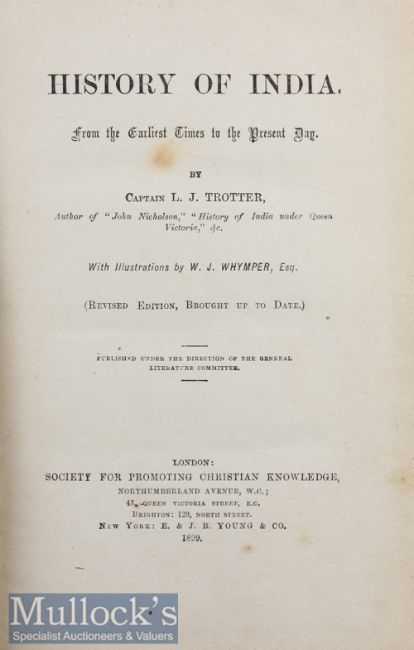 HISTORY OF INDIA.
From the Earliest Times to the Present Day.
BY
CAPTAIN L. J. TROTTER,
Author of "John Nicholson," "History of India under Queen
Victoria," &c.
With Illustrations by W. J. WHYMPER, Esq.
(REVISED EDITION, BROUGHT UP TO DATE.)
PUBLISHED UNDER THE DIRECTION OF THE GENERAL
LITERATURE COMMITTEE.
LONDON:
SOCIETY FOR PROMOTING CHRISTIAN KNOWLEDGE,
NORTHUMBERLAND AVENUE, W.C.;
43, QUEEN VICTORIA STREET, E.C.
BRIGHTON: 129, NORTH STREET.
NEW YORK: E. & J. B. YOUNG & CO.
1899.
Mullock's
Specialist Auctioneers & Valuers